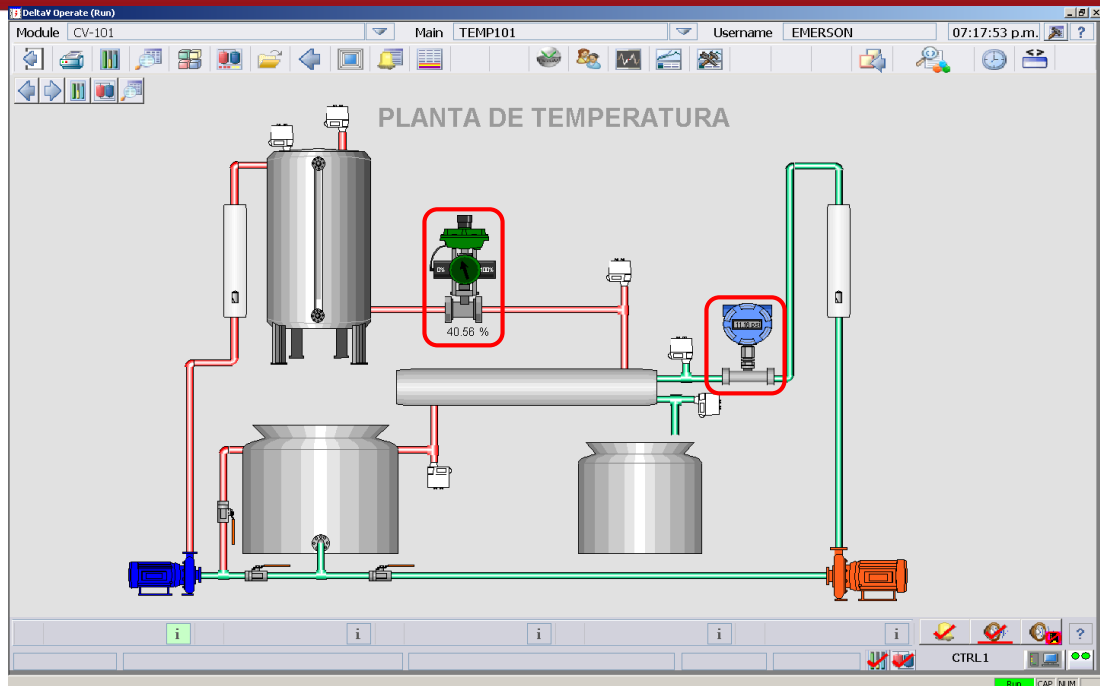 DeltaV Operate (Run)
Module CV-101 Main TEMP101 Username EMERSON 07:17:53 p.m. ?
PLANTA DE TEMPERATURA
0% 100%
40.56 %
i i i i i ?
CTRL1
Run CAP NUM